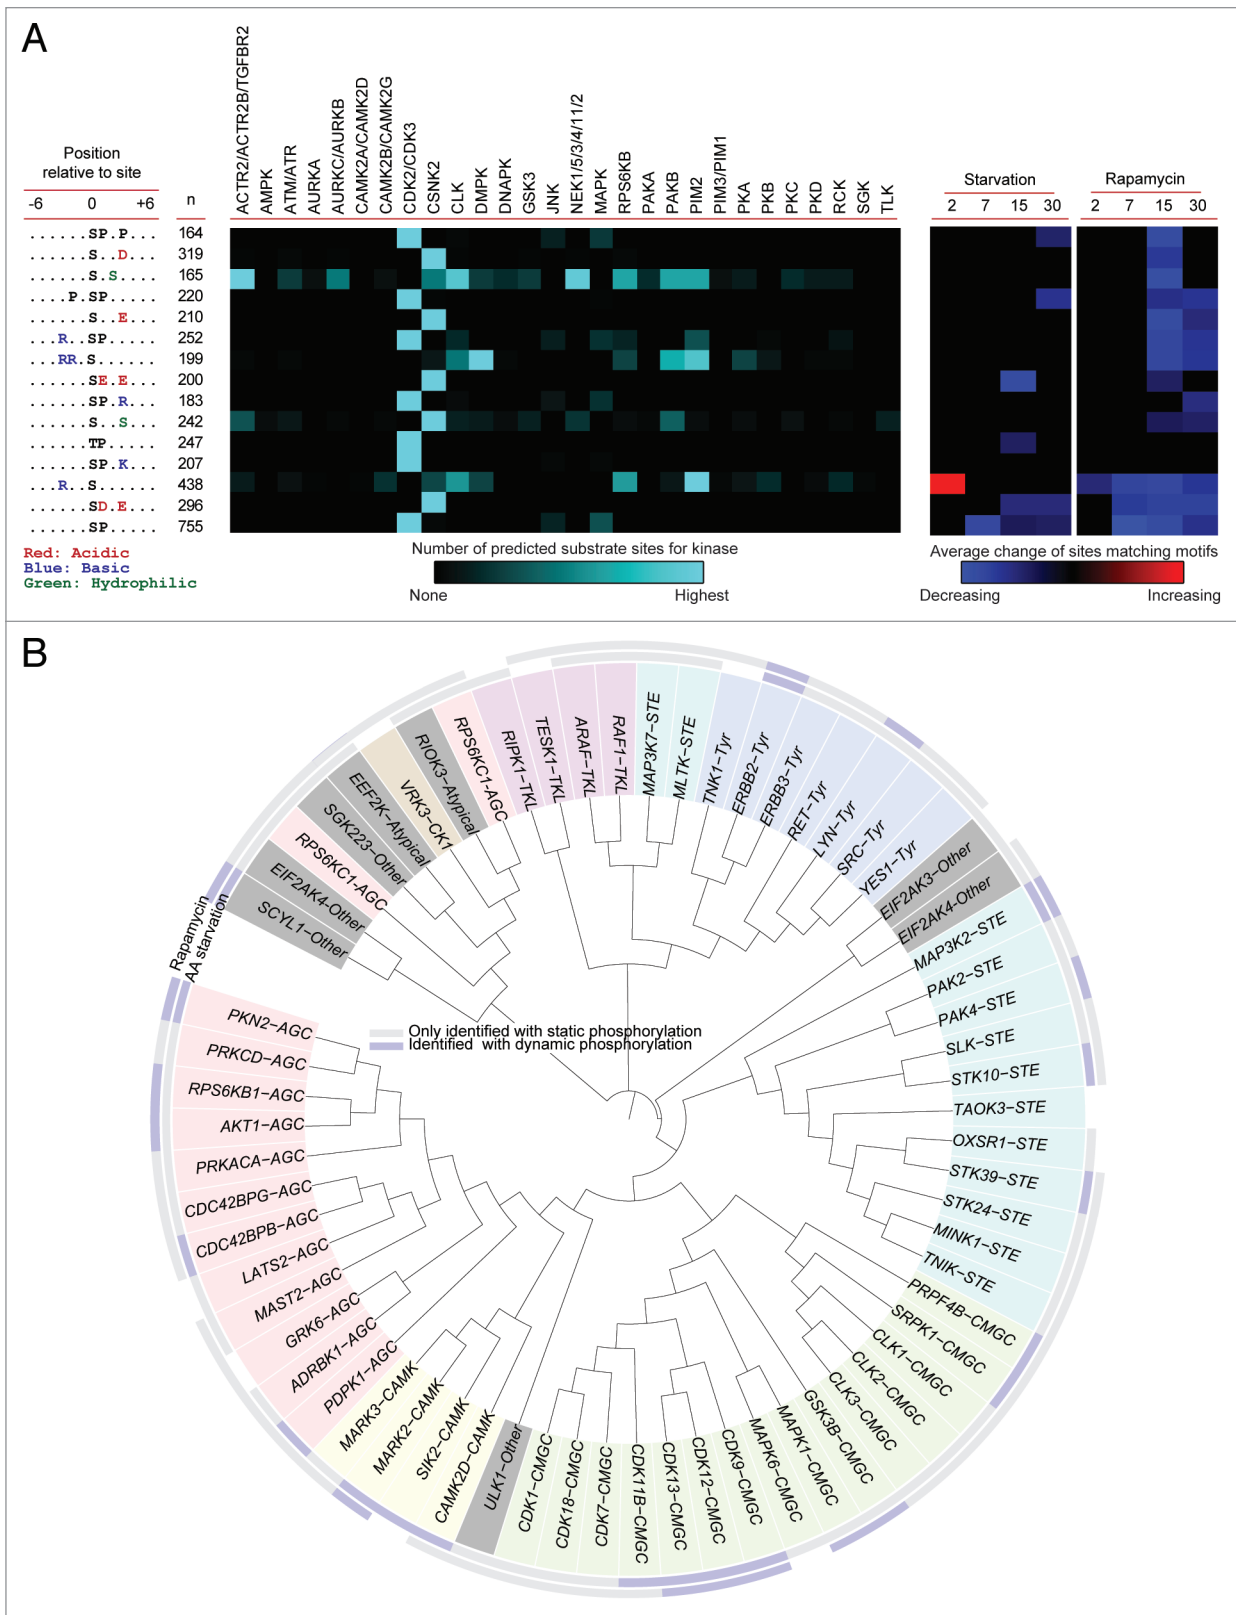 A
Position
relative to site
-6 0 +6
n
ACTR2/ACTR2B/TGFBR2
AMPK
ATM/ATR
AURKA
AURKC/AURKB
CAMK2A/CAMK2D
CAMK2B/CAMK2G
CDK2/CDK3
CSNK2
CLK
DMPK
DNAPK
GSK3
JNK
NEK1/5/3/4/11/2
MAPK
RPS6KB
PAKA
PAKB
PIM2
PIM3/PIM1
PKA
PKB
PKC
PKD
RCK
SGK
TLK
Starvation
2 7 15 30
Rapamycin
2 7 15 30
......SP.P... 164
......S..D... 319
......S.S.... 165
....P.SP..... 220
......S..E... 210
...R..SP..... 252
...RR.S...... 199
......SE.E... 200
......SP.R... 183
......S..S... 242
......TP..... 247
......SP.K... 207
...R..S...... 438
......SD.E... 296
......SP..... 755
Red: Acidic
Blue: Basic
Green: Hydrophilic
Number of predicted substrate sites for kinase
None Highest
Average change of sites matching motifs
Decreasing Increasing
B
Rapamycin
AA starvation
SCYL1−Other
EIF2AK4-Other
RPS6KC1-AGC
SGK223−Other
EEF2K−Atypical
VRK3−CK1
RIOK3−Atypical
RPS6KC1−AGC
RIPK1−TKL
TESK1−TKL
ARAF−TKL
RAF1−TKL
MAP3K7−STE
MLTK−STE
TNK1−Tyr
ERBB2−Tyr
ERBB3−Tyr
RET−Tyr
LYN−Tyr
SRC−Tyr
YES1−Tyr
EIF2AK3−Other
EIF2AK4-Other
MAP3K2−STE
PAK2−STE
PAK4−STE
SLK−STE
STK10−STE
TAOK3−STE
OXSR1−STE
STK39−STE
STK24−STE
MINK1−STE
TNIK−STE
PRPF4B−CMGC
SRPK1−CMGC
CLK1−CMGC
CLK2−CMGC
CLK3−CMGC
GSK3B−CMGC
MAPK1−CMGC
MAPK6−CMGC
CDK9−CMGC
CDK12−CMGC
CDK13−CMGC
CDK11B−CMGC
CDK7−CMGC
CDK18−CMGC
CDK1−CMGC
ULK1−Other
CAMK2D−CAMK
SIK2−CAMK
MARK2−CAMK
MARK3−CAMK
PDPK1−AGC
ADRBK1−AGC
GRK6−AGC
MAST2−AGC
LATS2−AGC
CDC42BPB−AGC
CDC42BPG−AGC
PRKACA−AGC
AKT1−AGC
RPS6KB1−AGC
PRKCD−AGC
PKN2−AGC
Only identified with static phosphorylation
Identified with dynamic phosphorylation